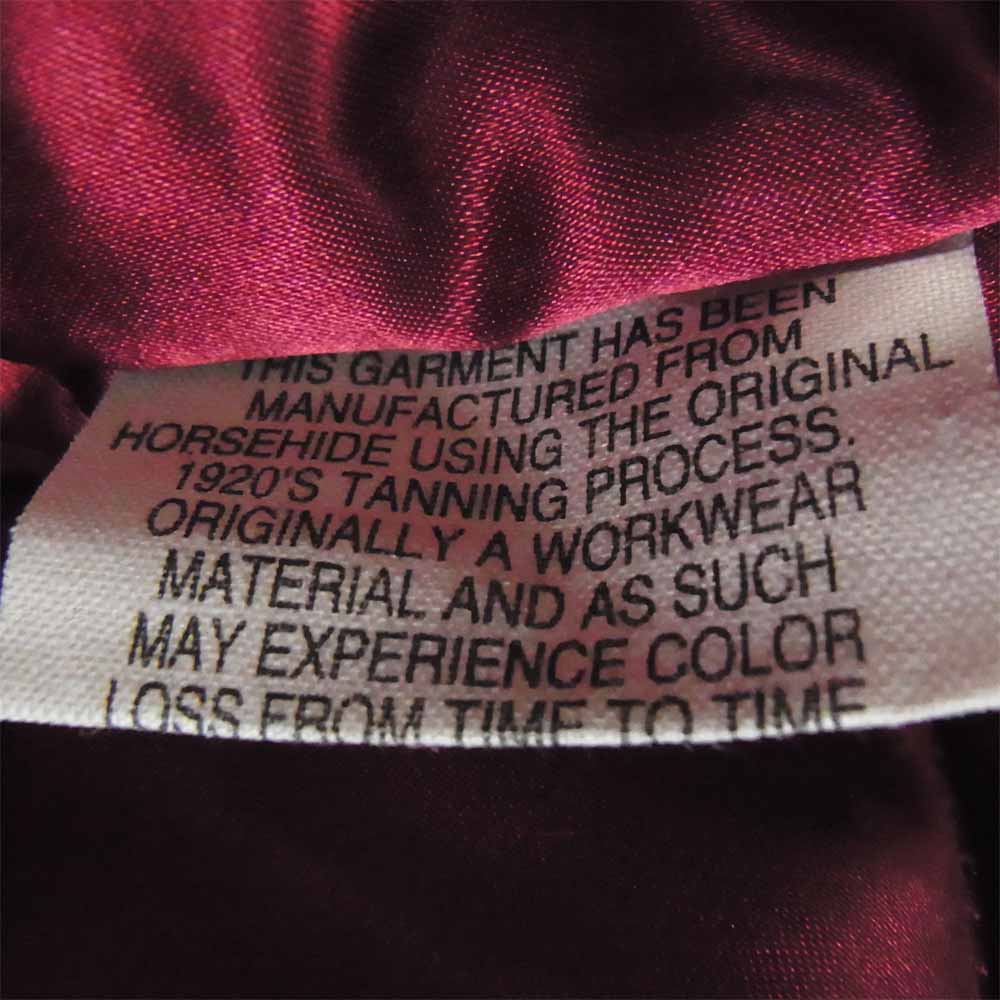 THIS GARMENT HAS BEEN
MANUFACTURED FROM
HORSEHIDE USING THE ORIGINAL
1920'S TANNING PROCESS.
ORIGINALLY A WORKWEAR
MATERIAL AND AS SUCH
MAY EXPERIENCE COLOR
LOSS FROM TIME TO TIME